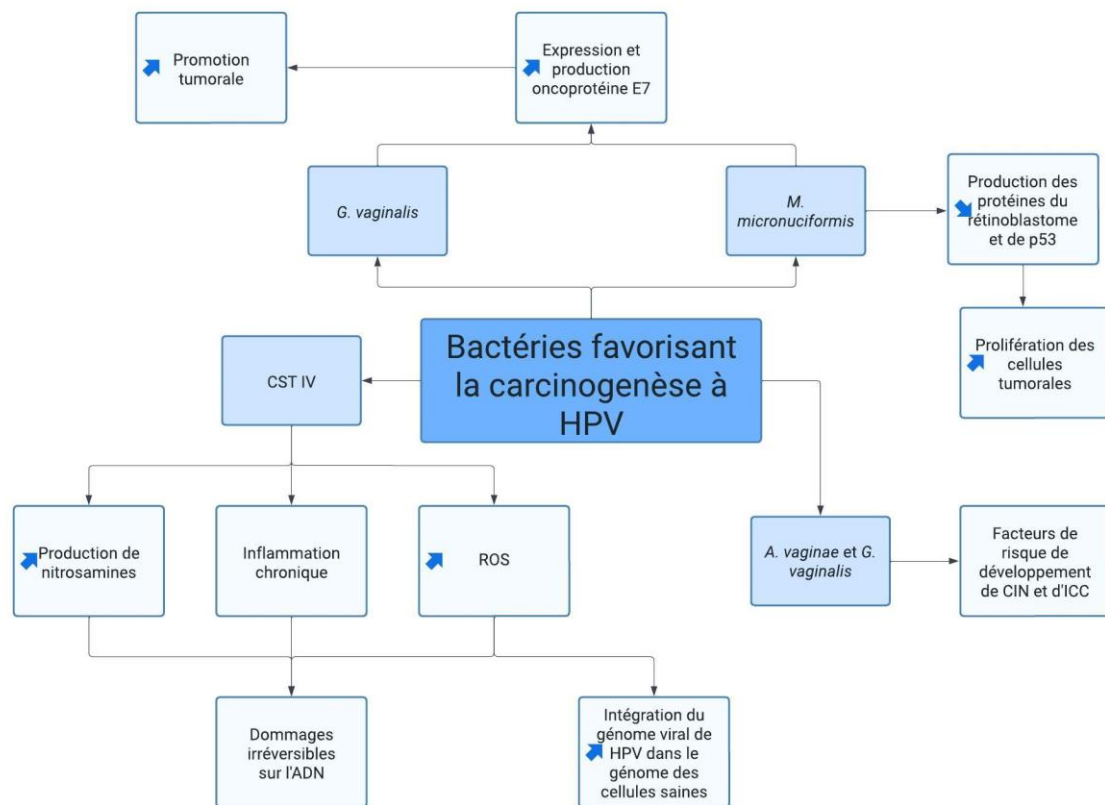 Promotion
tumorale
Expression et
production
oncoprotéine E7
G. vaginalis
M.
micronuciformis
Production des
protéines du
rétinoblastome
et de p53
Prolifération des
cellules
tumorales
Bactéries favorisant
la carcinogenèse à
HPV
CST IV
Production de
nitrosamines
Inflammation
chronique
ROS
A. vaginae et G.
vaginalis
Facteurs de
risque de
développement
de CIN et d'ICC
Dommages
irréversibles
sur l'ADN
Intégration du
génome viral de
HPV dans le
génome des
cellules saines